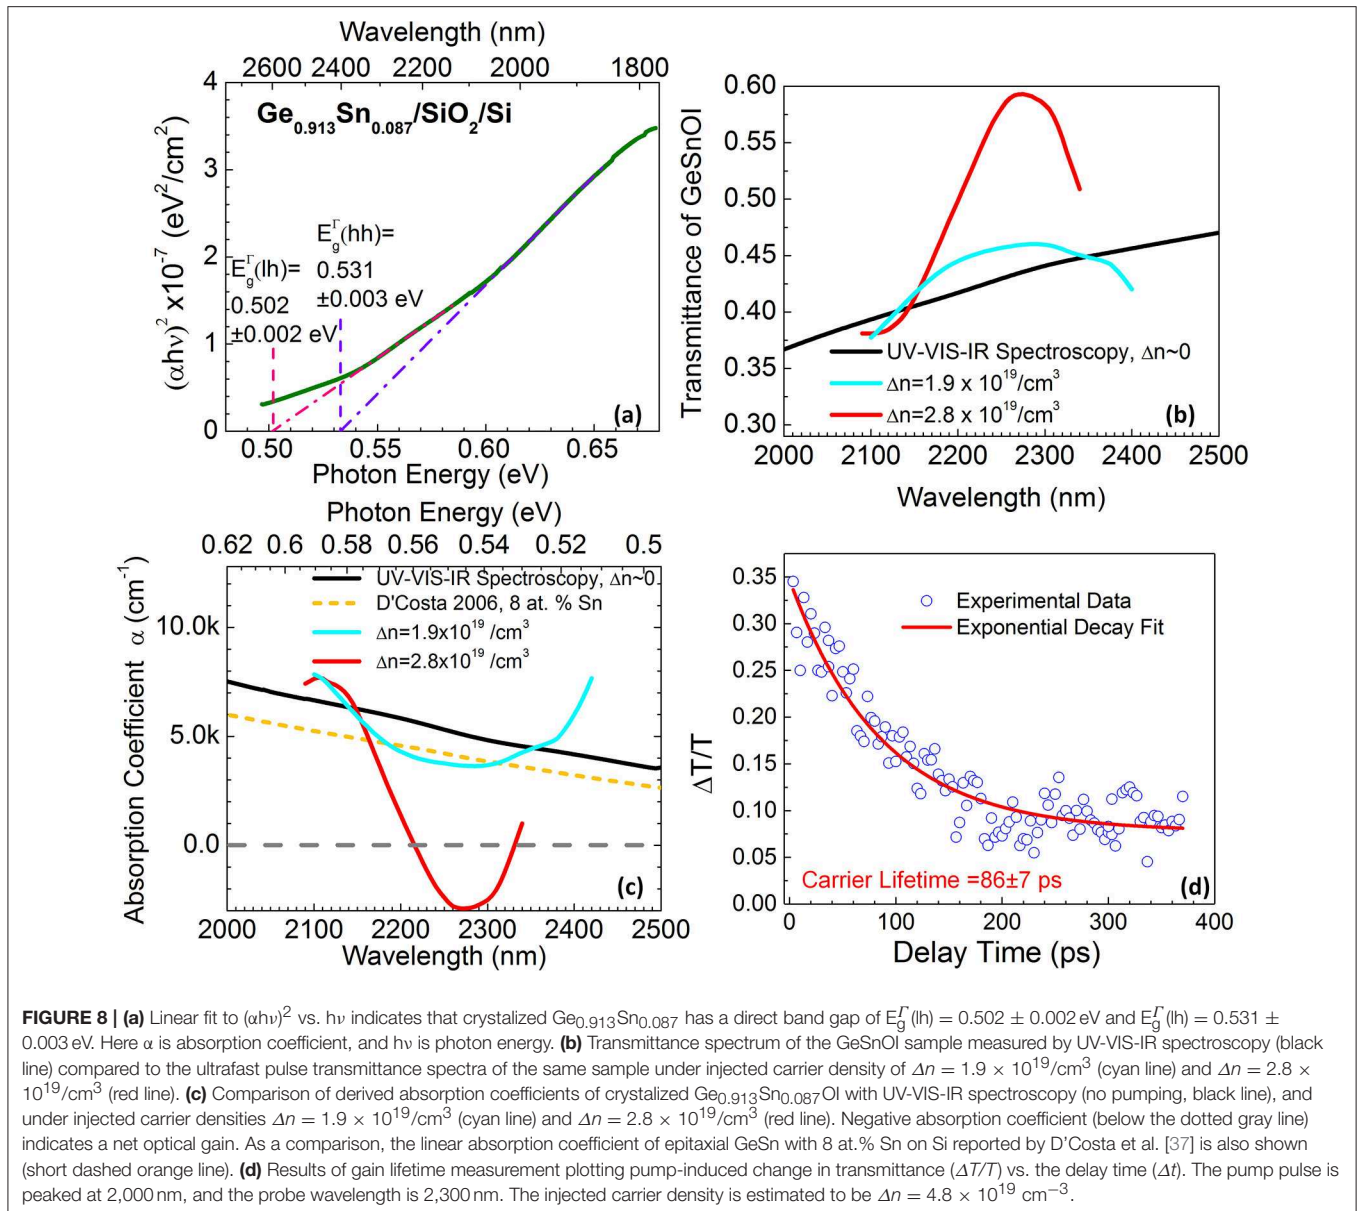 Wavelength (nm)
2600 2400 2200 2000 1800
Ge0.913Sn0.087/SiO2/Si
(αhν)² x10⁻⁷ (eV²/cm²)
4
3
2
1
0
EgΓ(lh)=
0.502
±0.002 eV
EgΓ(hh)=
0.531
±0.003 eV
(a)
0.50 0.55 0.60 0.65
Photon Energy (eV)
Transmittance of GeSnOI
0.60
0.55
0.50
0.45
0.40
0.35
0.30
UV-VIS-IR Spectroscopy, Δn~0
Δn=1.9 x 10¹⁹/cm³
Δn=2.8 x 10¹⁹/cm³
(b)
2000 2100 2200 2300 2400 2500
Wavelength (nm)
Photon Energy (eV)
0.62 0.6 0.58 0.56 0.54 0.52 0.5
UV-VIS-IR Spectroscopy, Δn~0
D'Costa 2006, 8 at. % Sn
Δn=1.9x10¹⁹ /cm³
Δn=2.8x10¹⁹ /cm³
Absorption Coefficient α (cm⁻¹)
10.0k
5.0k
0.0
(c)
2000 2100 2200 2300 2400 2500
Wavelength (nm)
ΔT/T
0.35
0.30
0.25
0.20
0.15
0.10
0.05
0.00
Experimental Data
Exponential Decay Fit
Carrier Lifetime =86±7 ps
(d)
0 100 200 300 400
Delay Time (ps)
FIGURE 8 | (a) Linear fit to (αhν)² vs. hν indicates that crystalized Ge0.913Sn0.087 has a direct band gap of EgΓ(lh) = 0.502 ± 0.002 eV and EgΓ(lh) = 0.531 ±
0.003 eV. Here α is absorption coefficient, and hν is photon energy. (b) Transmittance spectrum of the GeSnOI sample measured by UV-VIS-IR spectroscopy (black
line) compared to the ultrafast pulse transmittance spectra of the same sample under injected carrier density of Δn = 1.9 × 10¹⁹/cm³ (cyan line) and Δn = 2.8 ×
10¹⁹/cm³ (red line). (c) Comparison of derived absorption coefficients of crystalized Ge0.913Sn0.087OI with UV-VIS-IR spectroscopy (no pumping, black line), and
under injected carrier densities Δn = 1.9 × 10¹⁹/cm³ (cyan line) and Δn = 2.8 × 10¹⁹/cm³ (red line). Negative absorption coefficient (below the dotted gray line)
indicates a net optical gain. As a comparison, the linear absorption coefficient of epitaxial GeSn with 8 at.% Sn on Si reported by D'Costa et al. [37] is also shown
(short dashed orange line). (d) Results of gain lifetime measurement plotting pump-induced change in transmittance (ΔT/T) vs. the delay time (Δt). The pump pulse is
peaked at 2,000 nm, and the probe wavelength is 2,300 nm. The injected carrier density is estimated to be Δn = 4.8 × 10¹⁹ cm⁻³.